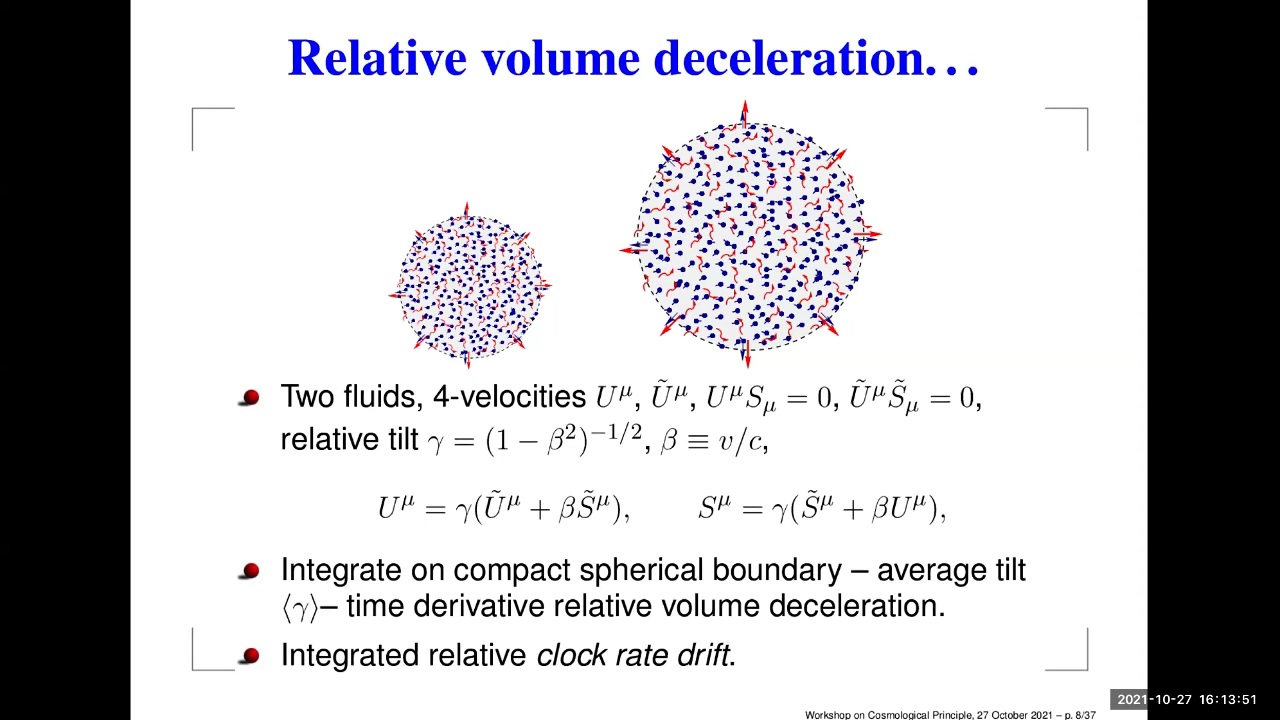 Relative volume deceleration...
Two fluids, 4-velocities U^μ, Ũ^μ, U^μ S_μ = 0, Ũ^μ S̃_μ = 0,
relative tilt γ = (1 − β²)^{−1/2}, β ≡ v/c,
U^μ = γ(Ũ^μ + βS̃^μ), S^μ = γ(S̃^μ + βU^μ),
Integrate on compact spherical boundary – average tilt
⟨γ⟩– time derivative relative volume deceleration.
Integrated relative clock rate drift.
2021-10-27 16:13:51
Workshop on Cosmological Principle, 27 October 2021 – p. 8/37